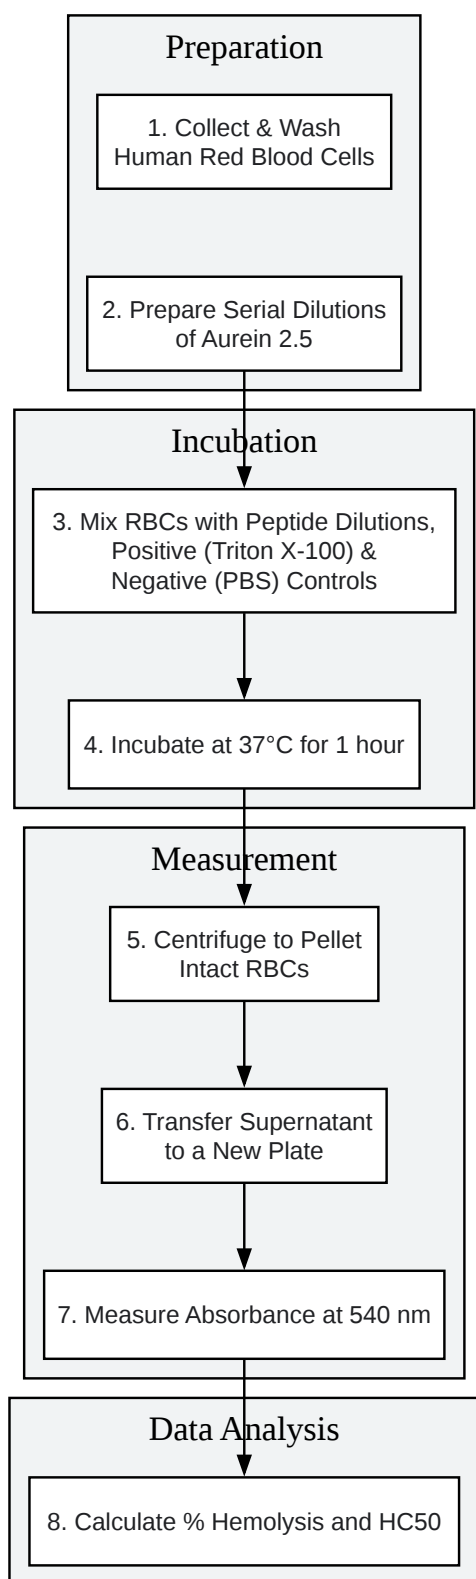 Preparation
1. Collect & Wash
Human Red Blood Cells
2. Prepare Serial Dilutions
of Aurein 2.5
Incubation
3. Mix RBCs with Peptide Dilutions,
Positive (Triton X-100) &
Negative (PBS) Controls
4. Incubate at 37°C for 1 hour
Measurement
5. Centrifuge to Pellet
Intact RBCs
6. Transfer Supernatant
to a New Plate
7. Measure Absorbance at 540 nm
Data Analysis
8. Calculate % Hemolysis and HC50